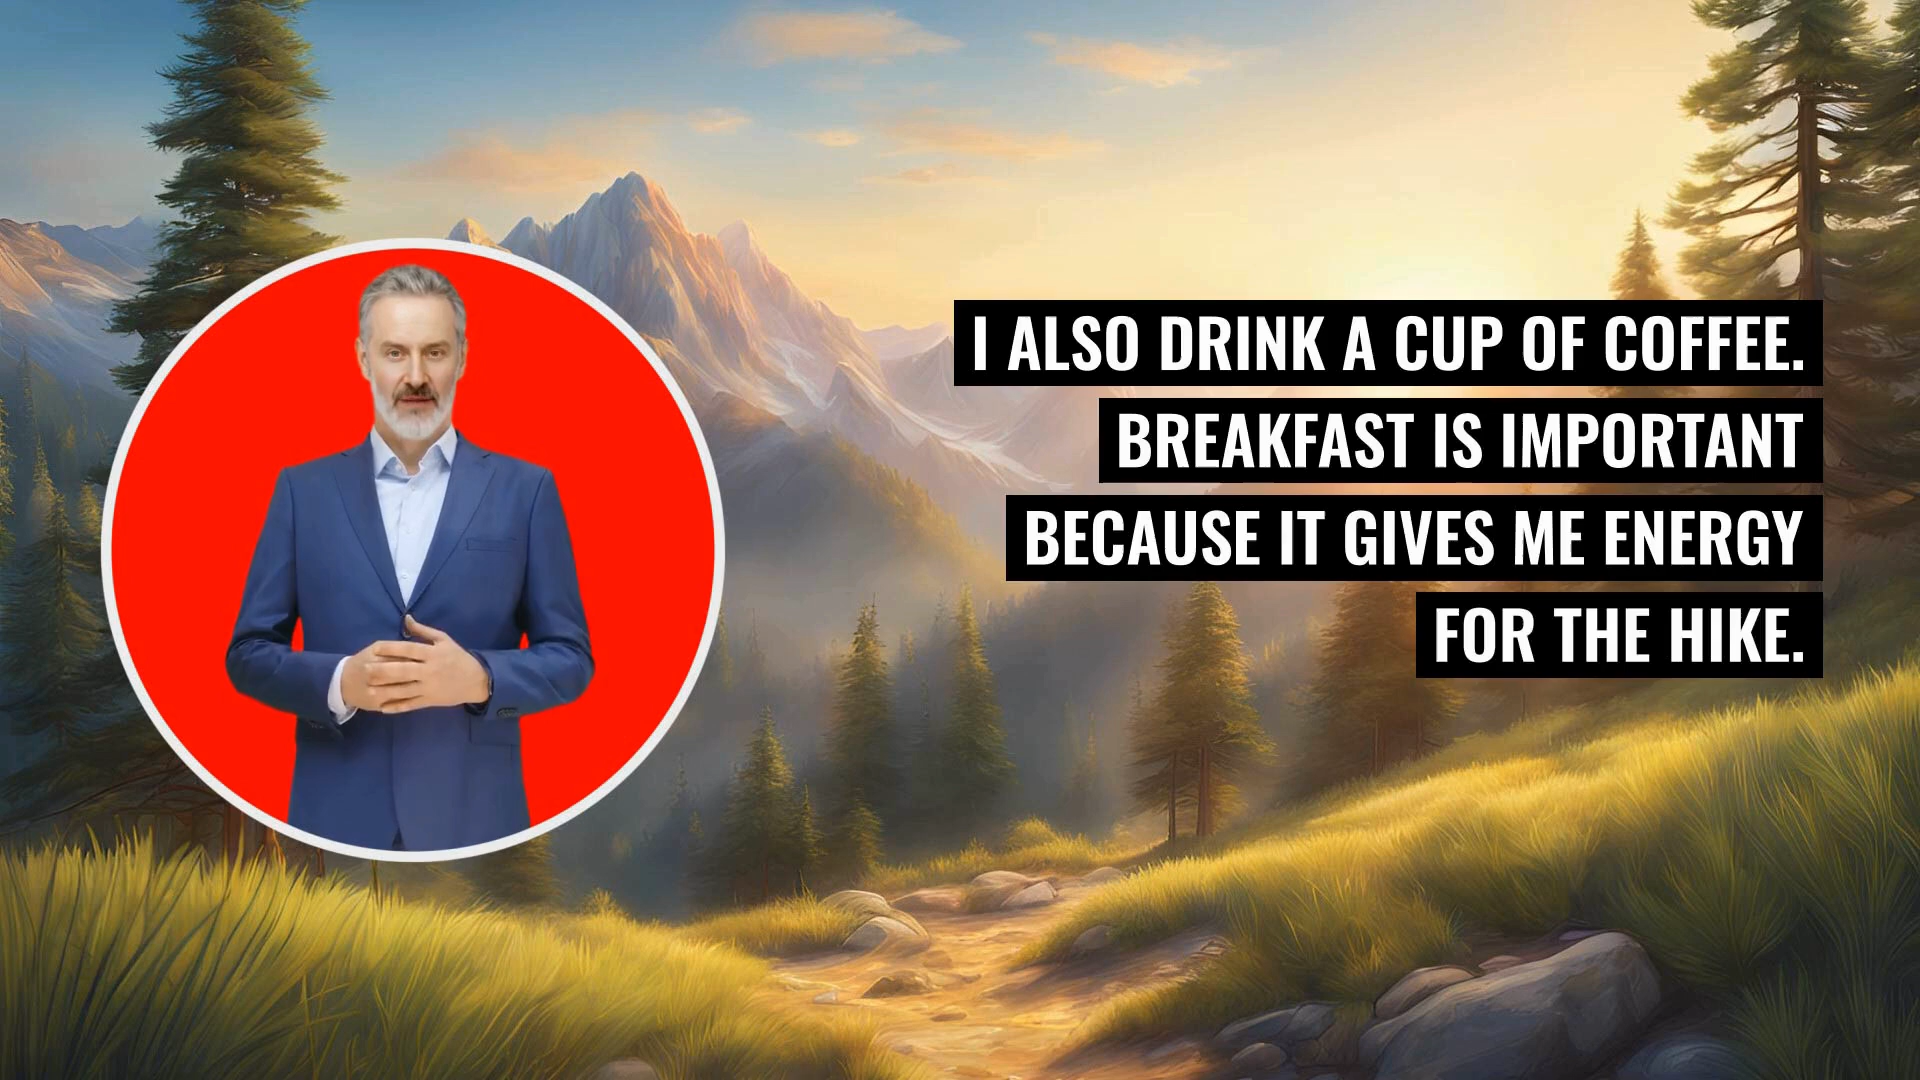 I ALSO DRINK A CUP OF COFFEE.
BREAKFAST IS IMPORTANT
BECAUSE IT GIVES ME ENERGY
FOR THE HIKE.